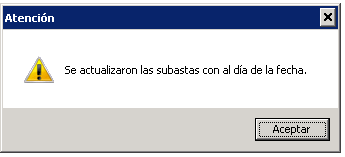 Atención
Se actualizaron las subastas con al día de la fecha.
Aceptar